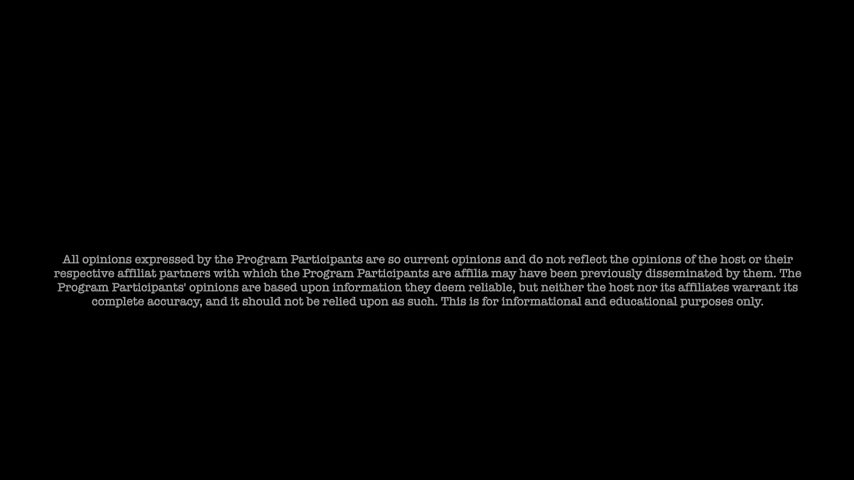 All opinions expressed by the Program Participants are so current opinions and do not reflect the opinions of the host or their
respective affiliat partners with which the Program Participants are affilia may have been previously disseminated by them. The
Program Participants' opinions are based upon information they deem reliable, but neither the host nor its affiliates warrant its
complete accuracy, and it should not be relied upon as such. This is for informational and educational purposes only.